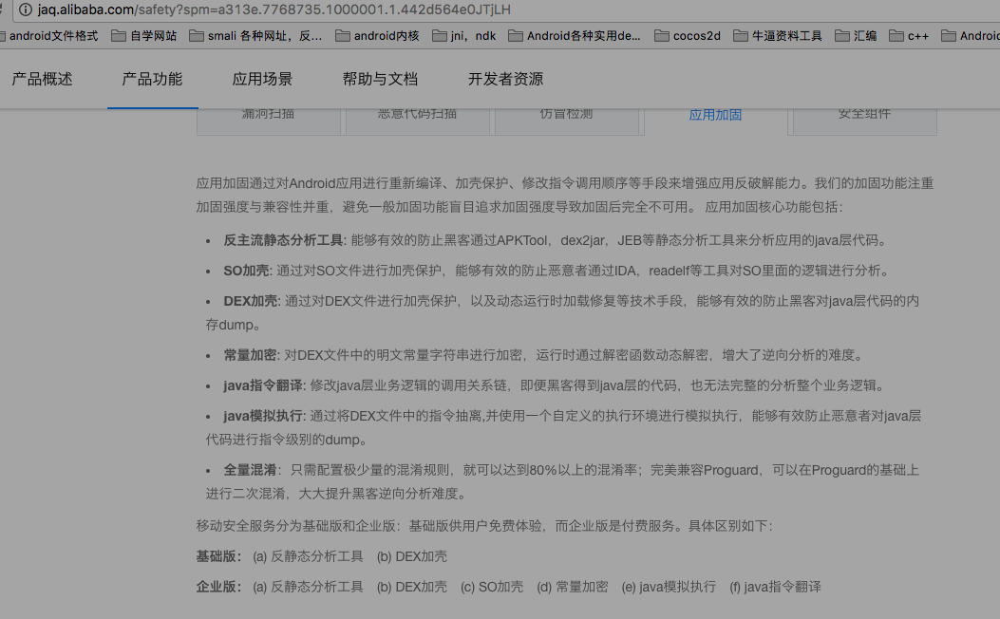 jaq.alibaba.com/safety?spm=a313e.7768735.1000001.1.442d564e0JTjLH
android文件格式 自学网站 smali 各种网址，反... android内核 jni，ndk Android各种实用de... cocos2d 牛逼资料工具 汇编 c++ Android
产品概述 产品功能 应用场景 帮助与文档 开发者资源
漏洞扫描 恶意代码扫描 仿冒检测 应用加固 安全组件
应用加固通过对Android应用进行重新编译、加壳保护、修改指令调用顺序等手段来增强应用反破解能力。我们的加固功能注重
加固强度与兼容性并重，避免一般加固功能盲目追求加固强度导致加固后完全不可用。 应用加固核心功能包括：
• 反主流静态分析工具: 能够有效的防止黑客通过APKTool，dex2jar，JEB等静态分析工具来分析应用的java层代码。
• SO加壳: 通过对SO文件进行加壳保护，能够有效的防止恶意者通过IDA，readelf等工具对SO里面的逻辑进行分析。
• DEX加壳: 通过对DEX文件进行加壳保护，以及动态运行时加载修复等技术手段，能够有效的防止黑客对java层代码的内
存dump。
• 常量加密: 对DEX文件中的明文常量字符串进行加密，运行时通过解密函数动态解密，增大了逆向分析的难度。
• java指令翻译: 修改java层业务逻辑的调用关系链，即便黑客得到java层的代码，也无法完整的分析整个业务逻辑。
• java模拟执行: 通过将DEX文件中的指令抽离,并使用一个自定义的执行环境进行模拟执行，能够有效防止恶意者对java层
代码进行指令级别的dump。
• 全量混淆：只需配置极少量的混淆规则，就可以达到80%以上的混淆率；完美兼容Proguard，可以在Proguard的基础上
进行二次混淆，大大提升黑客逆向分析难度。
移动安全服务分为基础版和企业版：基础版供用户免费体验，而企业版是付费服务。具体区别如下：
基础版： (a) 反静态分析工具 (b) DEX加壳
企业版： (a) 反静态分析工具 (b) DEX加壳 (c) SO加壳 (d) 常量加密 (e) java模拟执行 (f) java指令翻译